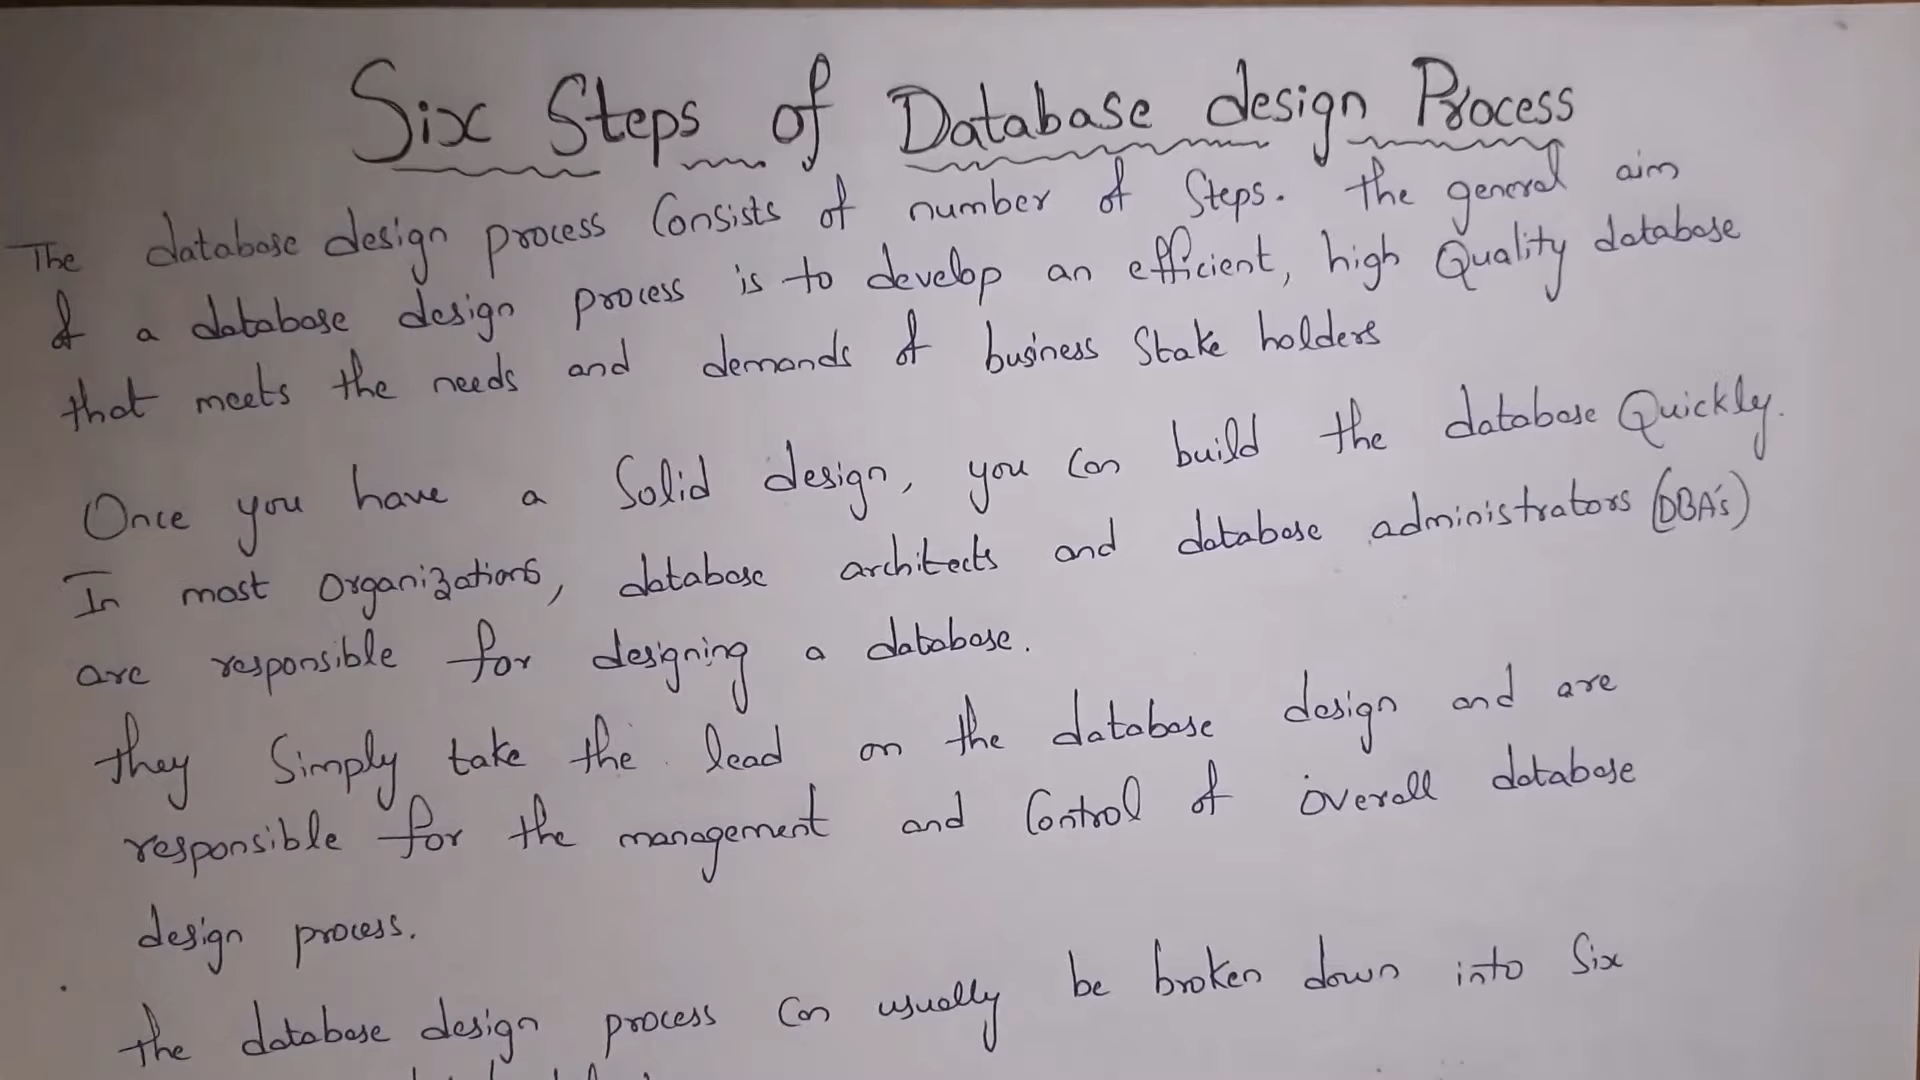 Six Steps of Database design Process
The database design process Consists of number of Steps. the general aim
of a database design process is to develop an efficient, high Quality database
that meets the needs and demands of business Stake holders
Once you have a Solid design, you can build the database Quickly.
In most Organizations, database architects and database administrators (DBA's)
are responsible for designing a database.
they Simply take the lead on the database design and are
responsible for the management and Control of overall database
design process.
the database design process can usually be broken down into Six